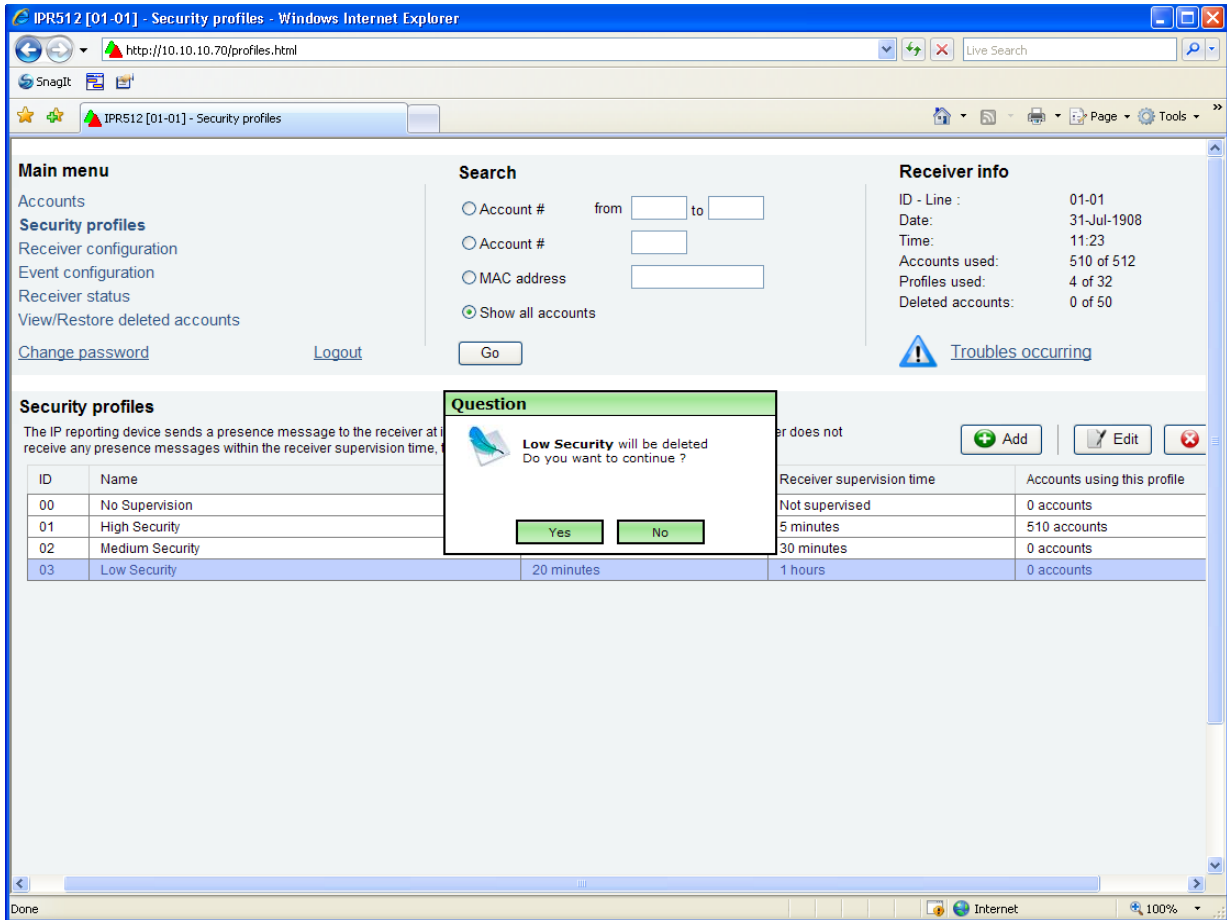 IPR512 [01-01] - Security profiles - Windows Internet Explorer
http://10.10.10.70/profiles.html
Live Search
SnagIt
IPR512 [01-01] - Security profiles
Page
Tools
»
Main menu
Accounts
Security profiles
Receiver configuration
Event configuration
Receiver status
View/Restore deleted accounts
Change password
Logout
Search
Account # from to
Account #
MAC address
Show all accounts
Go
Receiver info
ID - Line : 01-01
Date: 31-Jul-1908
Time: 11:23
Accounts used: 510 of 512
Profiles used: 4 of 32
Deleted accounts: 0 of 50
Troubles occurring
Security profiles
The IP reporting device sends a presence message to the receiver at i er does not
receive any presence messages within the receiver supervision time, t
Add
Edit
Question
Low Security will be deleted
Do you want to continue ?
Yes
No
ID Name Receiver supervision time Accounts using this profile
00 No Supervision Not supervised 0 accounts
01 High Security 5 minutes 510 accounts
02 Medium Security 30 minutes 0 accounts
03 Low Security 20 minutes 1 hours 0 accounts
Done
Internet
100%